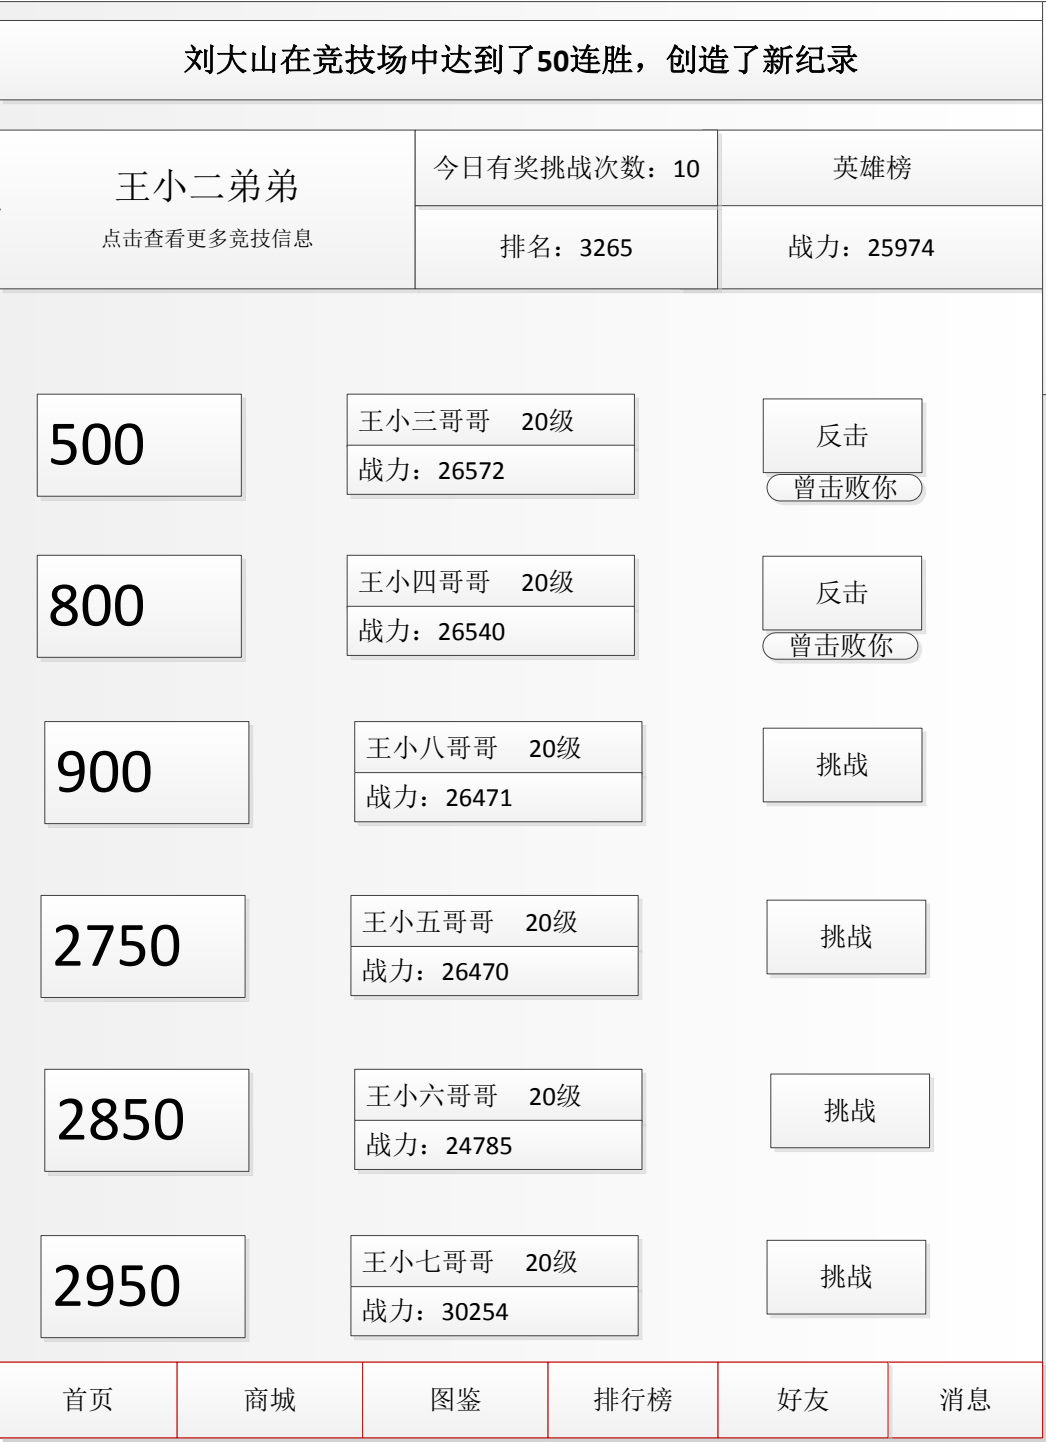 刘大山在竞技场中达到了50连胜，创造了新纪录
王小二弟弟
点击查看更多竞技信息
今日有奖挑战次数：10
英雄榜
排名：3265
战力：25974
500
王小三哥哥 20级
战力：26572
反击
曾击败你
800
王小四哥哥 20级
战力：26540
反击
曾击败你
900
王小八哥哥 20级
战力：26471
挑战
2750
王小五哥哥 20级
战力：26470
挑战
2850
王小六哥哥 20级
战力：24785
挑战
2950
王小七哥哥 20级
战力：30254
挑战
首页 商城 图鉴 排行榜 好友 消息